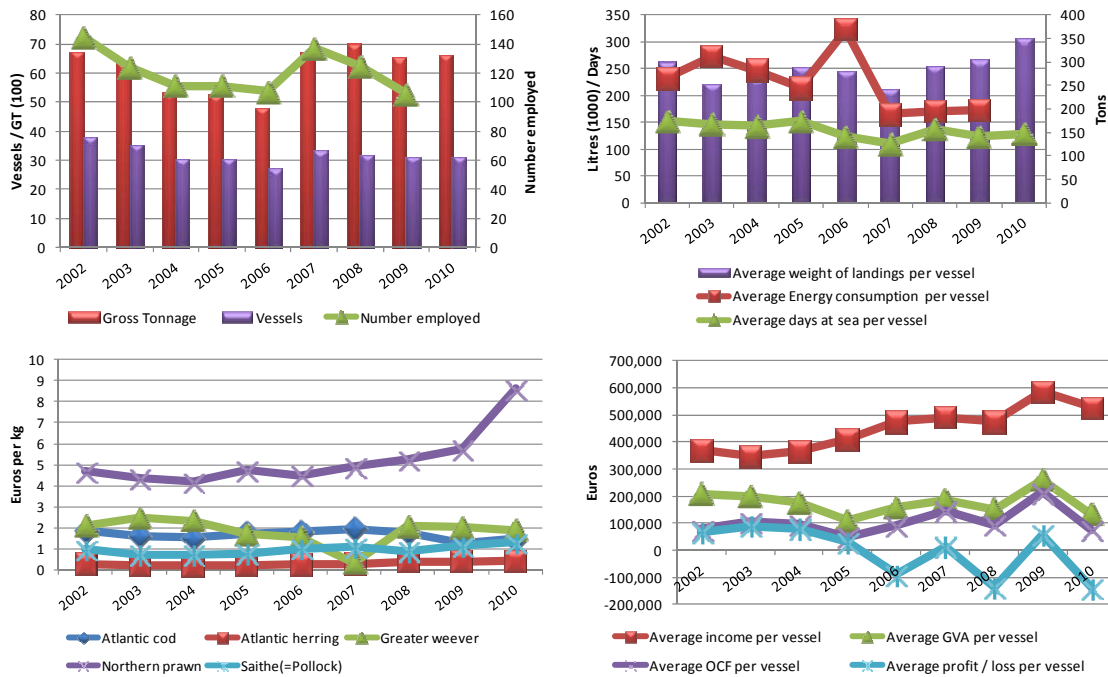 80 160
70 140
60 120
50 100
40 80
30 60
20 40
10 20
0 0
Vessels / GT (100)
Number employed
2002 2003 2004 2005 2006 2007 2008 2009 2010
Gross Tonnage Vessels Number employed
350 400
300 350
250 300
200 250
150 200
100 150
50 100
0 50
0
Litres (1000) / Days
Tons
2002 2003 2004 2005 2006 2007 2008 2009 2010
Average weight of landings per vessel
Average Energy consumption per vessel
Average days at sea per vessel
10
9
8
7
6
5
4
3
2
1
0
Euros per kg
2002 2003 2004 2005 2006 2007 2008 2009 2010
Atlantic cod Atlantic herring Greater weever
Northern prawn Saithe(=Pollock)
700,000
600,000
500,000
400,000
300,000
200,000
100,000
0
-100,000
-200,000
Euros
2002 2003 2004 2005 2006 2007 2008 2009 2010
Average income per vessel Average GVA per vessel
Average OCF per vessel Average profit / loss per vessel